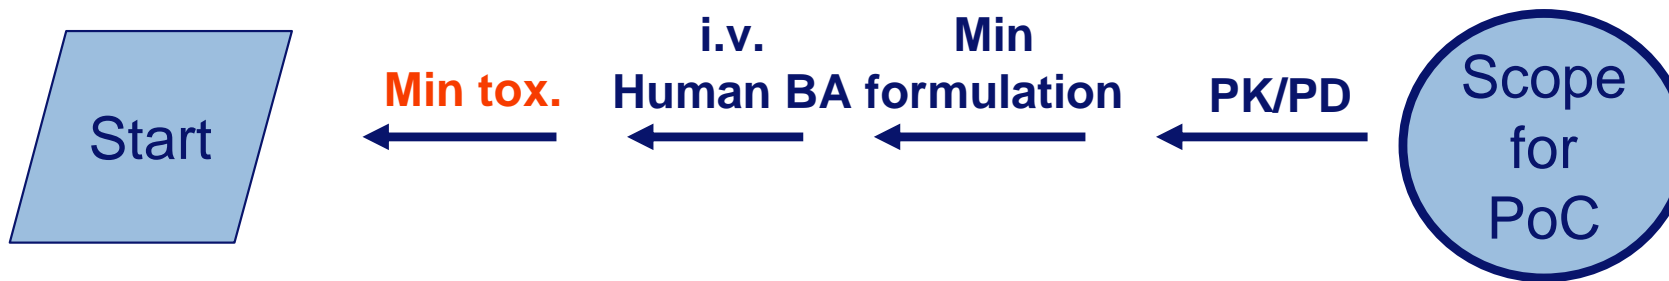 Start
Min tox.
i.v.
Human BA
Min
formulation
PK/PD
Scope
for
PoC